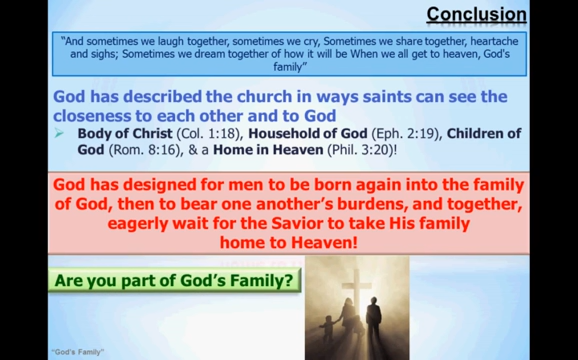 Conclusion
“And sometimes we laugh together, sometimes we cry, Sometimes we share together, heartache
and sighs; Sometimes we dream together of how it will be When we all get to heaven, God's
family”
God has described the church in ways saints can see the
closeness to each other and to God
Body of Christ (Col. 1:18), Household of God (Eph. 2:19), Children of
God (Rom. 8:16), & a Home in Heaven (Phil. 3:20)!
God has designed for men to be born again into the family
of God, then to bear one another’s burdens, and together,
eagerly wait for the Savior to take His family
home to Heaven!
Are you part of God’s Family?
“God’s Family”